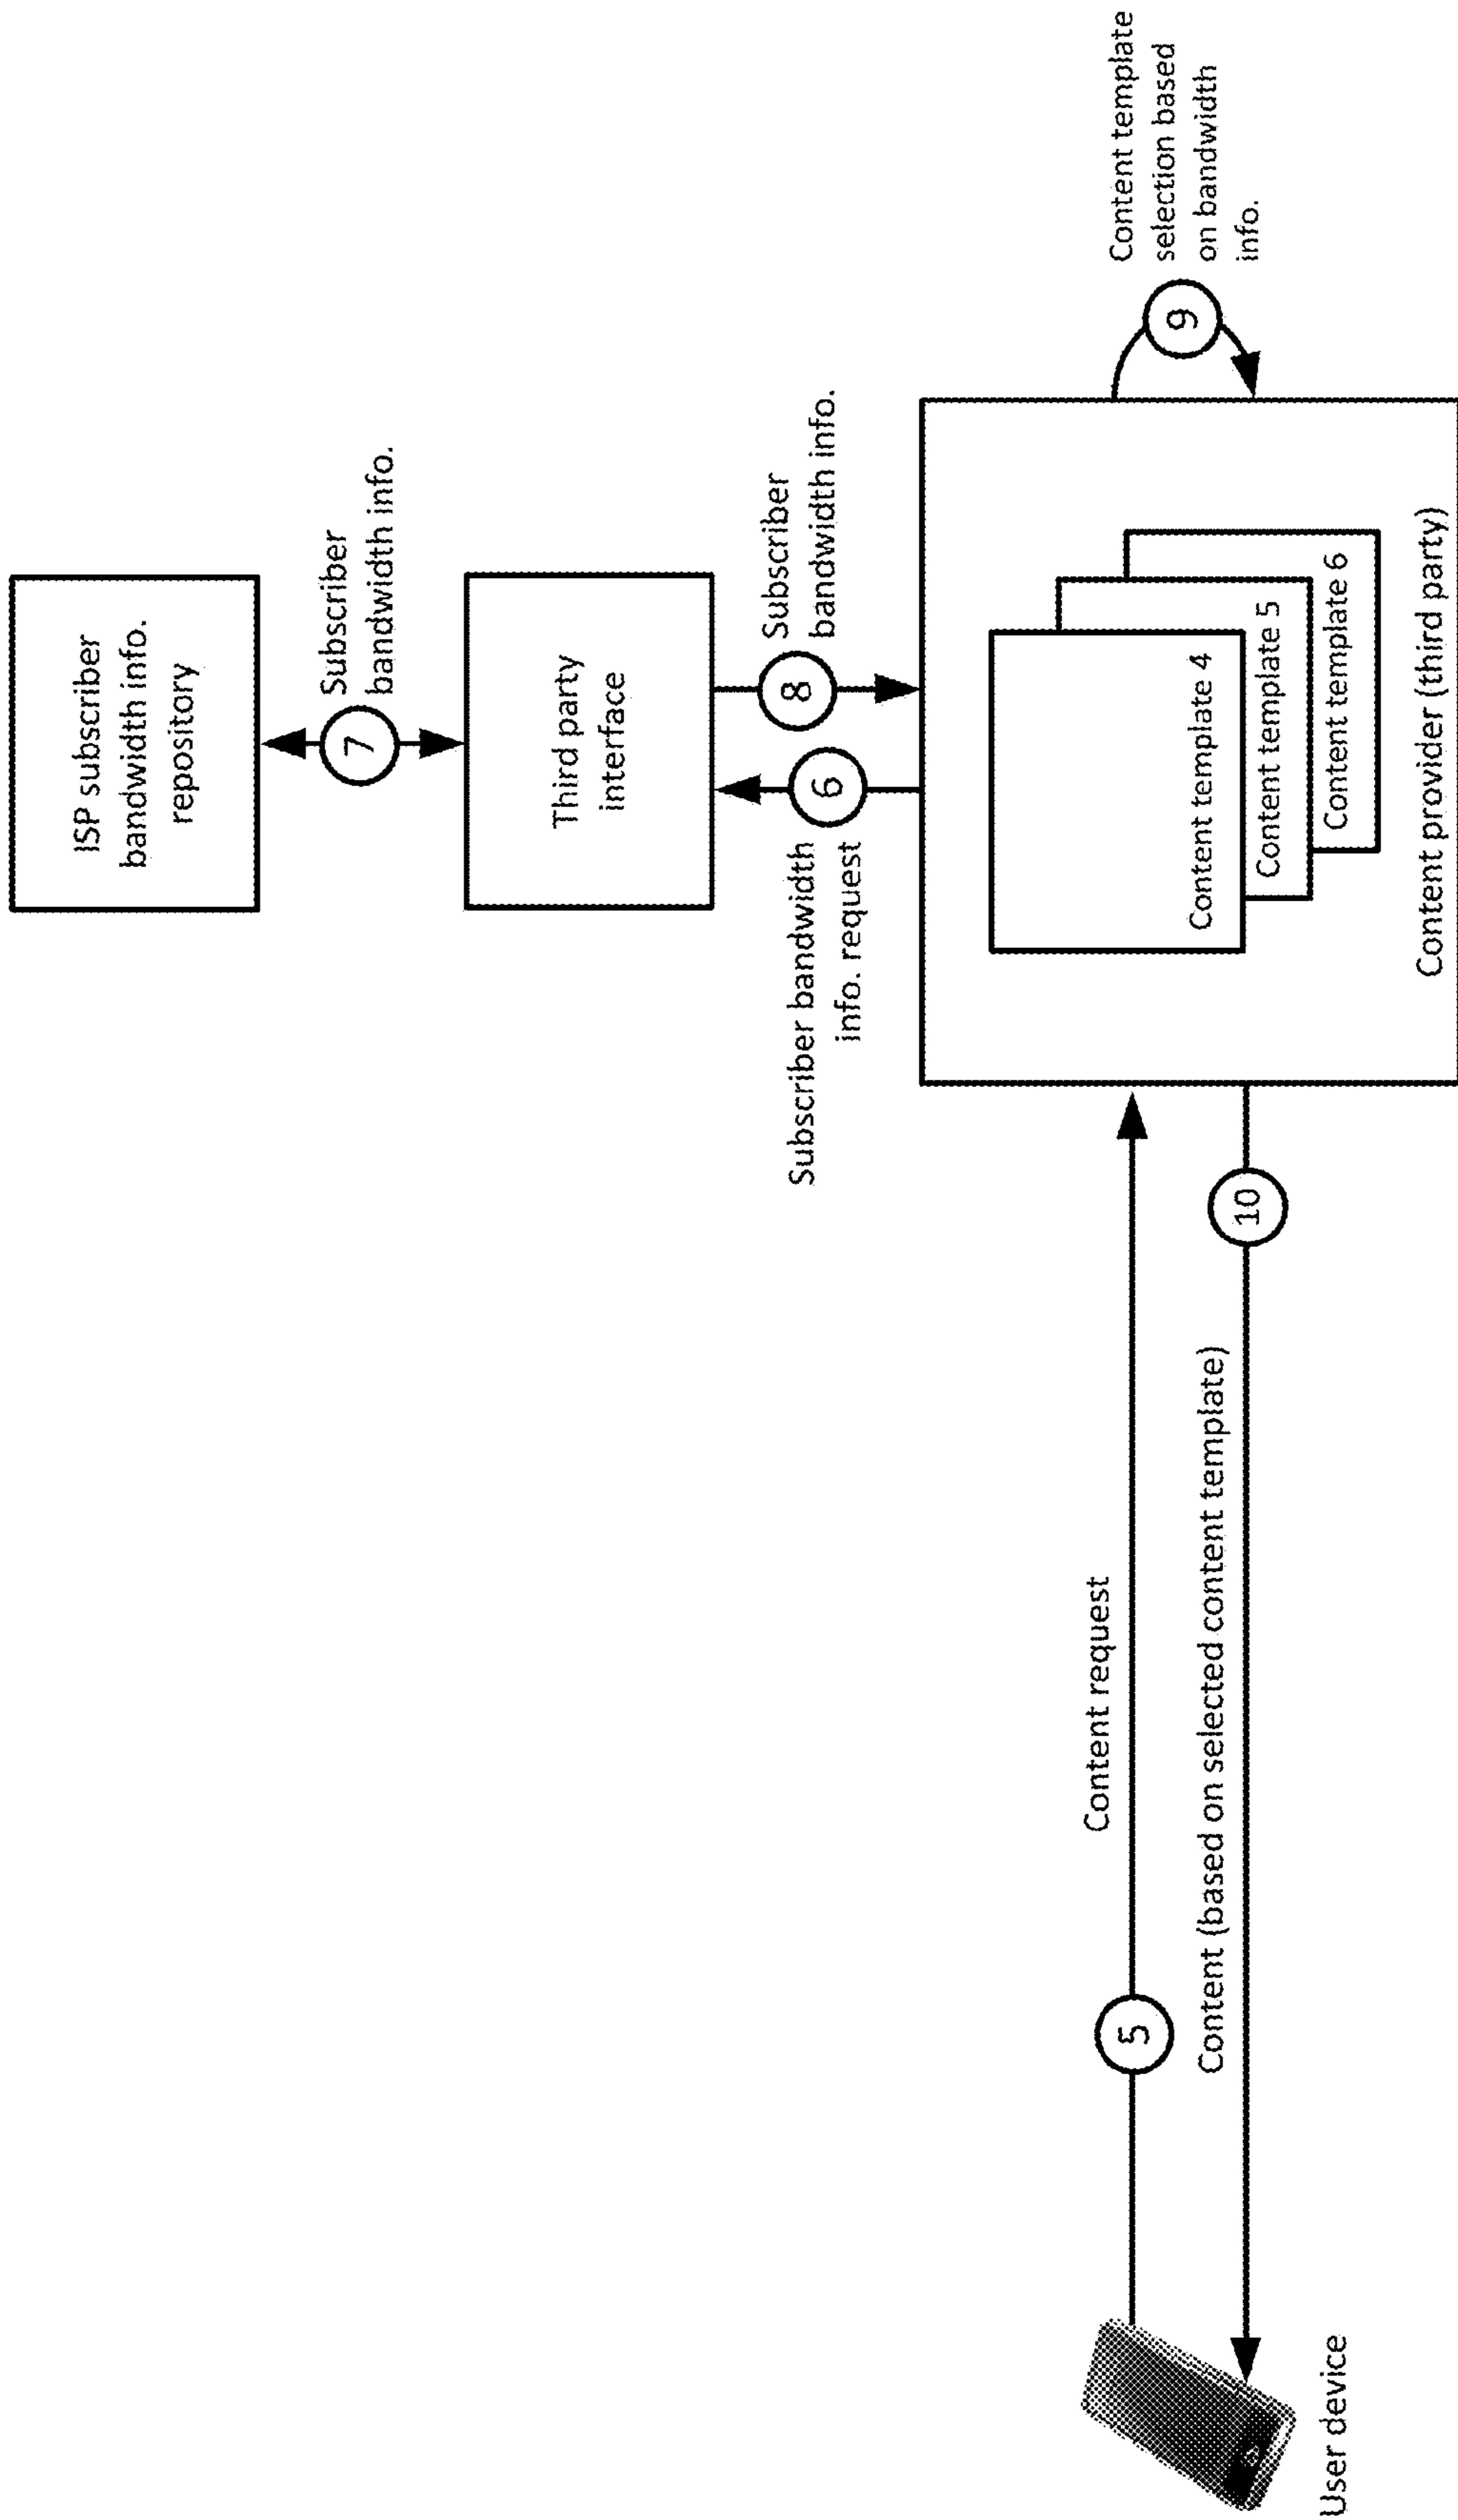 ISP subscriber
bandwidth info.
repository
7
Subscriber
bandwidth info.
Third party
interface
Subscriber bandwidth
info. request
6
8
Subscriber
bandwidth info.
Content request
5
Content (based on selected content template)
10
Content template 4
Content template 5
Content template 6
Content provider (third party)
9
Content template
selection based
on bandwidth
info.
User device